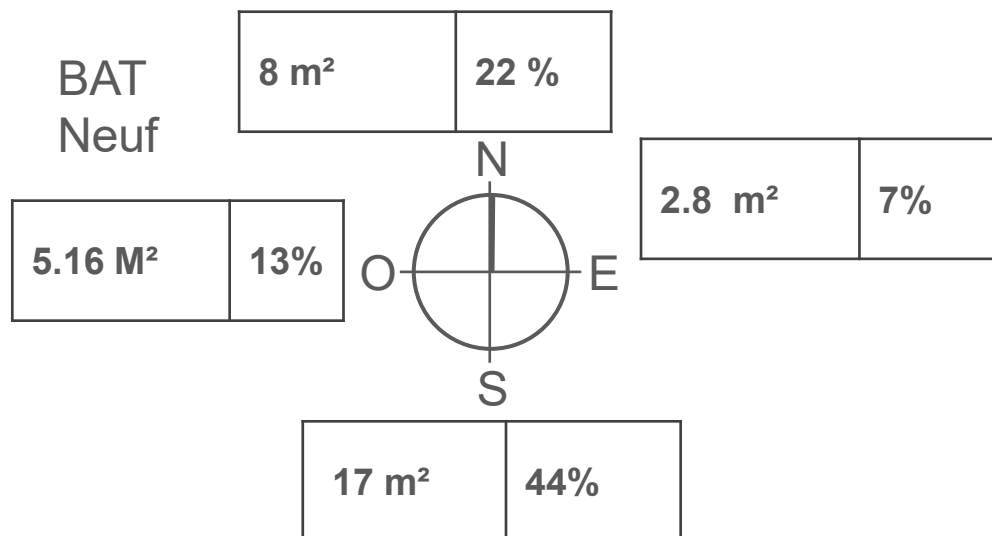 BAT
Neuf
8 m² 22 %
N
2.8 m² 7%
5.16 M² 13%
O E
S
17 m² 44%